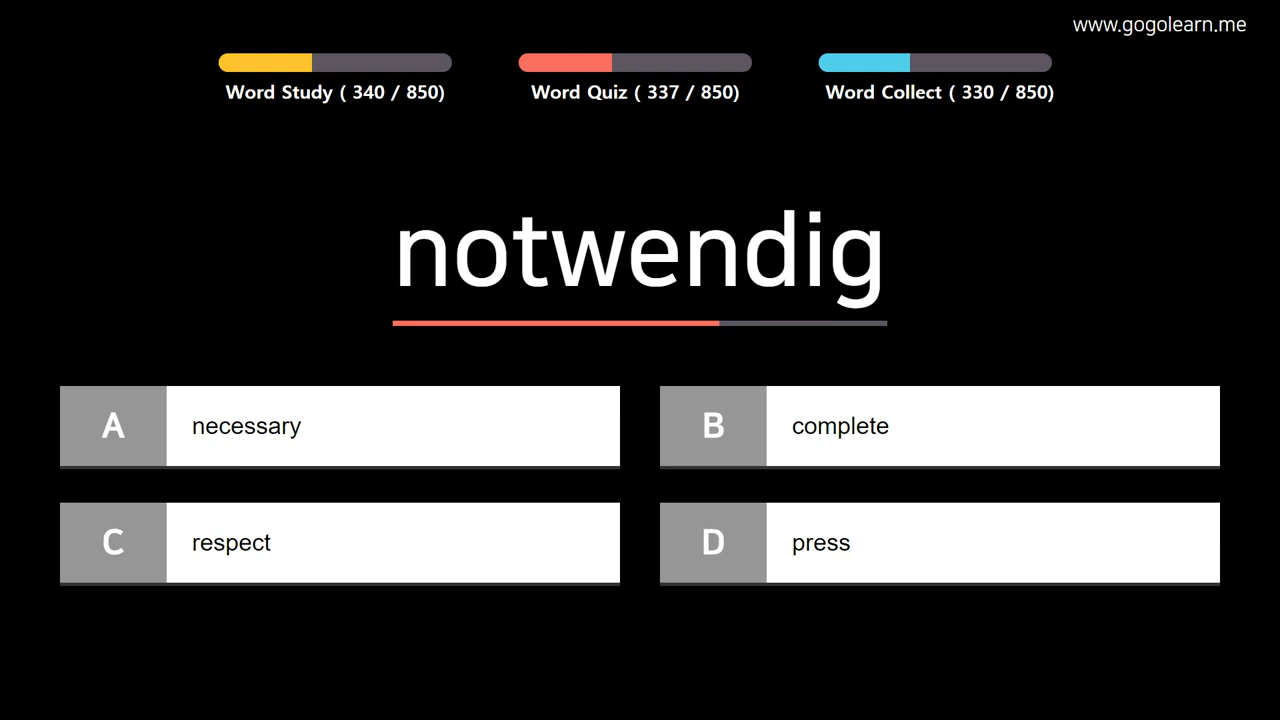 www.gogolearn.me
Word Study ( 340 / 850)
Word Quiz ( 337 / 850)
Word Collect ( 330 / 850)
notwendig
A necessary
B complete
C respect
D press